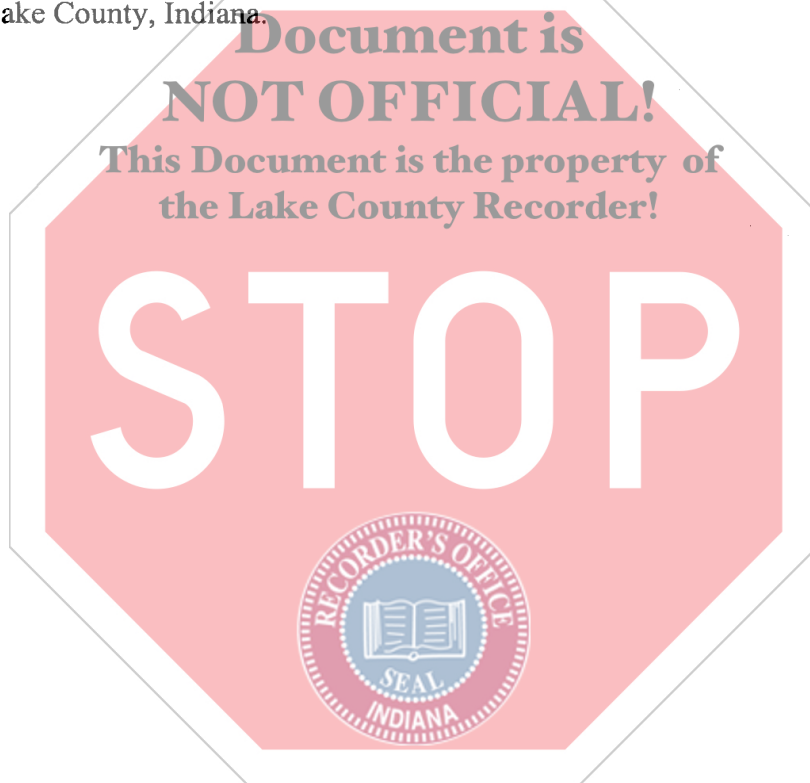 ake County, Indiana.
Document is
NOT OFFICIAL!
This Document is the property of
the Lake County Recorder!
STOP
RECORDER'S OFFICE
SEAL
INDIANA